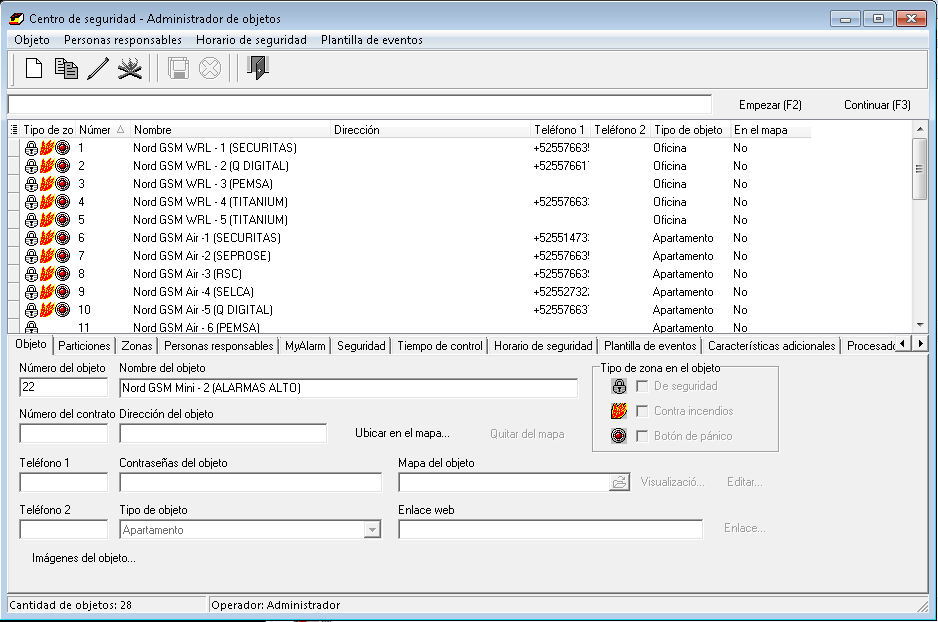 Centro de seguridad - Administrador de objetos
Objeto Personas responsables Horario de seguridad Plantilla de eventos
Empezar (F2) Continuar (F3)
Tipo de zo Númer Nombre Dirección Teléfono 1 Teléfono 2 Tipo de objeto En el mapa
1 Nord GSM WRL - 1 (SECURITAS) +525576635 Oficina No
2 Nord GSM WRL - 2 (Q DIGITAL) +525576617 Oficina No
3 Nord GSM WRL - 3 (PEMSA) Oficina No
4 Nord GSM WRL - 4 (TITANIUM) +525576633 Oficina No
5 Nord GSM WRL - 5 (TITANIUM) Oficina No
6 Nord GSM Air -1 (SECURITAS) +525514733 Apartamento No
7 Nord GSM Air -2 (SEPROSE) +525576635 Apartamento No
8 Nord GSM Air -3 (RSC) +525576635 Apartamento No
9 Nord GSM Air -4 (SELCA) +525527322 Apartamento No
10 Nord GSM Air -5 (Q DIGITAL) +525576637 Apartamento No
11 Nord GSM Air - 6 (PEMSA) Apartamento No
Objeto Particiones Zonas Personas responsables MyAlarm Seguridad Tiempo de control Horario de seguridad Plantilla de eventos Características adicionales Procesado
Número del objeto Nombre del objeto Tipo de zona en el objeto
22 Nord GSM Mini - 2 (ALARMAS ALTO) De seguridad
Número del contrato Dirección del objeto Contra incendios
Ubicar en el mapa... Quitar del mapa Botón de pánico
Teléfono 1 Contraseñas del objeto Mapa del objeto
Visualizació... Editar...
Teléfono 2 Tipo de objeto Enlace web
Apartamento Enlace...
Imágenes del objeto...
Cantidad de objetos: 28 Operador: Administrador